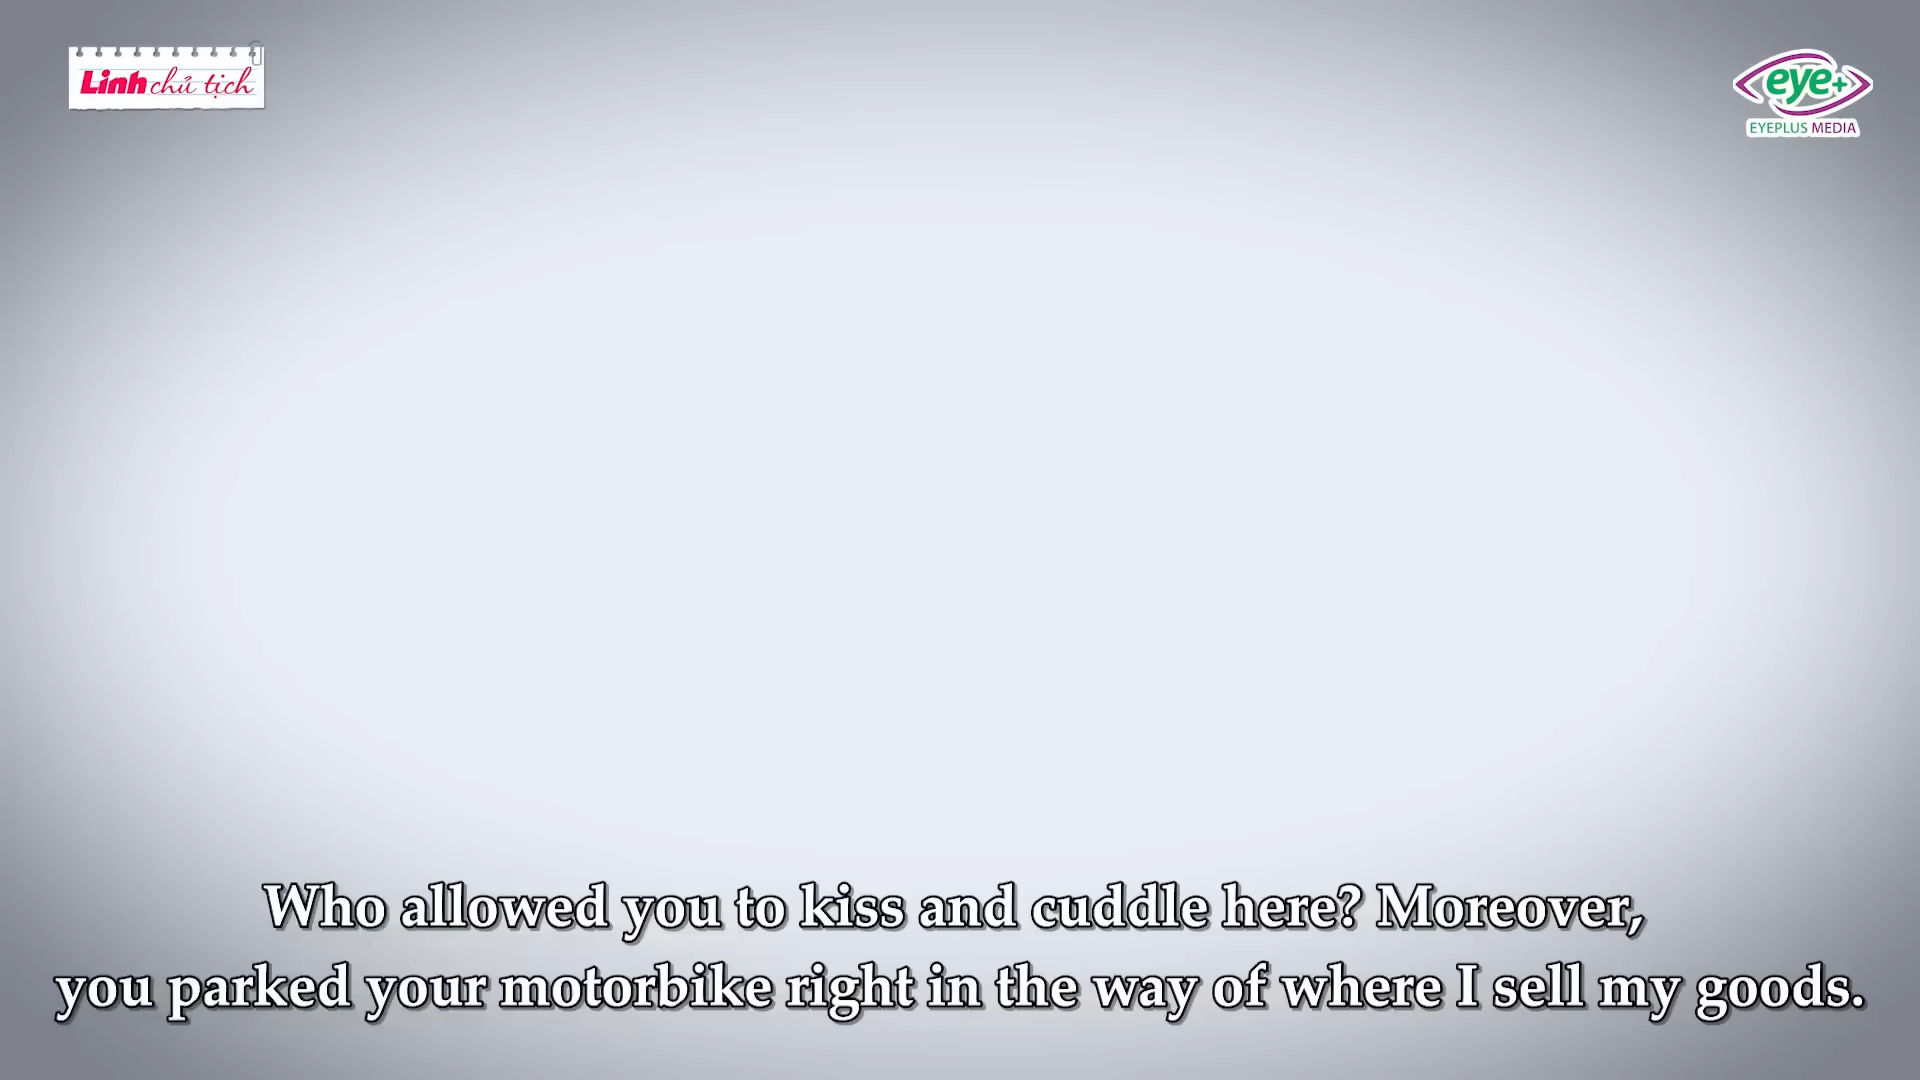 Linh chủ tịch
eye+
EYEPLUS MEDIA
Who allowed you to kiss and cuddle here? Moreover,
you parked your motorbike right in the way of where I sell my goods.